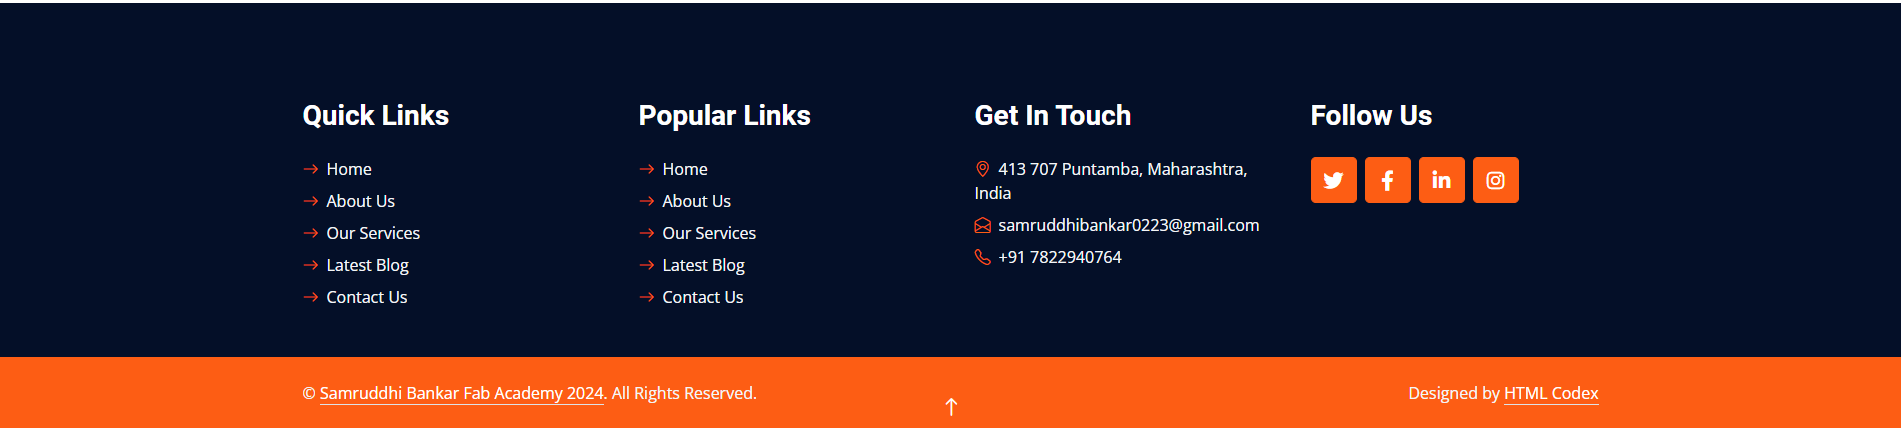 Quick Links
Home
About Us
Our Services
Latest Blog
Contact Us
Popular Links
Home
About Us
Our Services
Latest Blog
Contact Us
Get In Touch
413 707 Puntamba, Maharashtra,
India
samruddhibankar0223@gmail.com
+91 7822940764
Follow Us
© Samruddhi Bankar Fab Academy 2024. All Rights Reserved.
Designed by HTML Codex